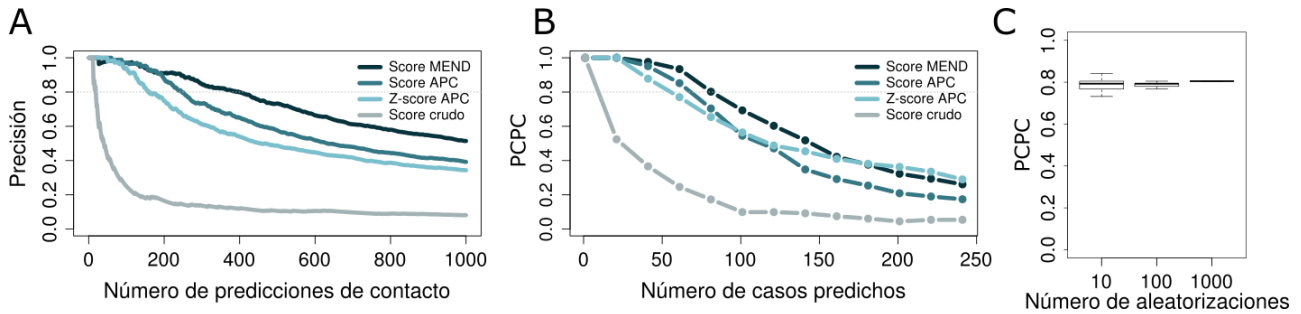 A
Precisión
0.0 0.2 0.4 0.6 0.8 1.0
Score MEND
Score APC
Z-score APC
Score crudo
0 200 400 600 800 1000
Número de predicciones de contacto
B
PCPC
0.0 0.2 0.4 0.6 0.8 1.0
Score MEND
Score APC
Z-score APC
Score crudo
0 50 100 150 200 250
Número de casos predichos
C
PCPC
0.0 0.2 0.4 0.6 0.8 1.0
10 100 1000
Número de aleatorizaciones